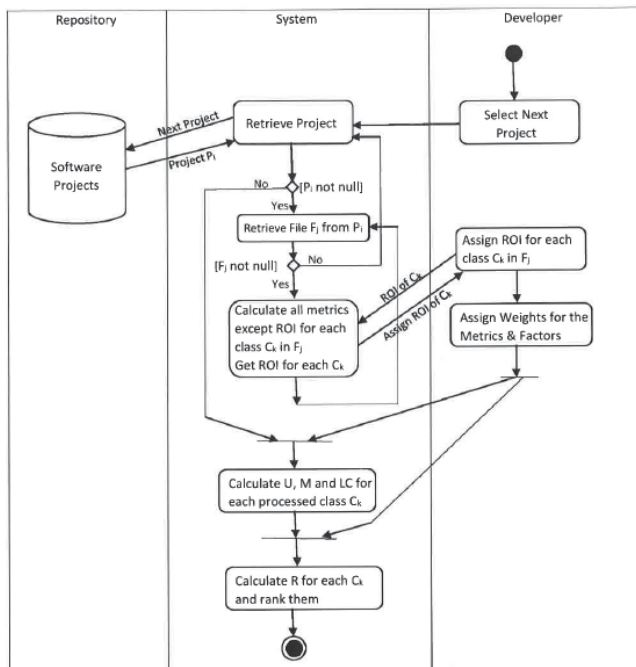 Repository
System
Developer
Next Project
Retrieve Project
Select Next
Project
Project Pᵢ
Software
Projects
No
[Pᵢ not null]
Yes
Retrieve File Fⱼ from Pᵢ
[Fⱼ not null]
No
Yes
Assign ROI for each
class Cₖ in Fⱼ
ROI of Cₖ
Assign ROI of Cₖ
Calculate all metrics
except ROI for each
class Cₖ in Fⱼ
Get ROI for each Cₖ
Assign Weights for the
Metrics & Factors
Calculate U, M and LC for
each processed class Cₖ
Calculate R for each Cₖ
and rank them